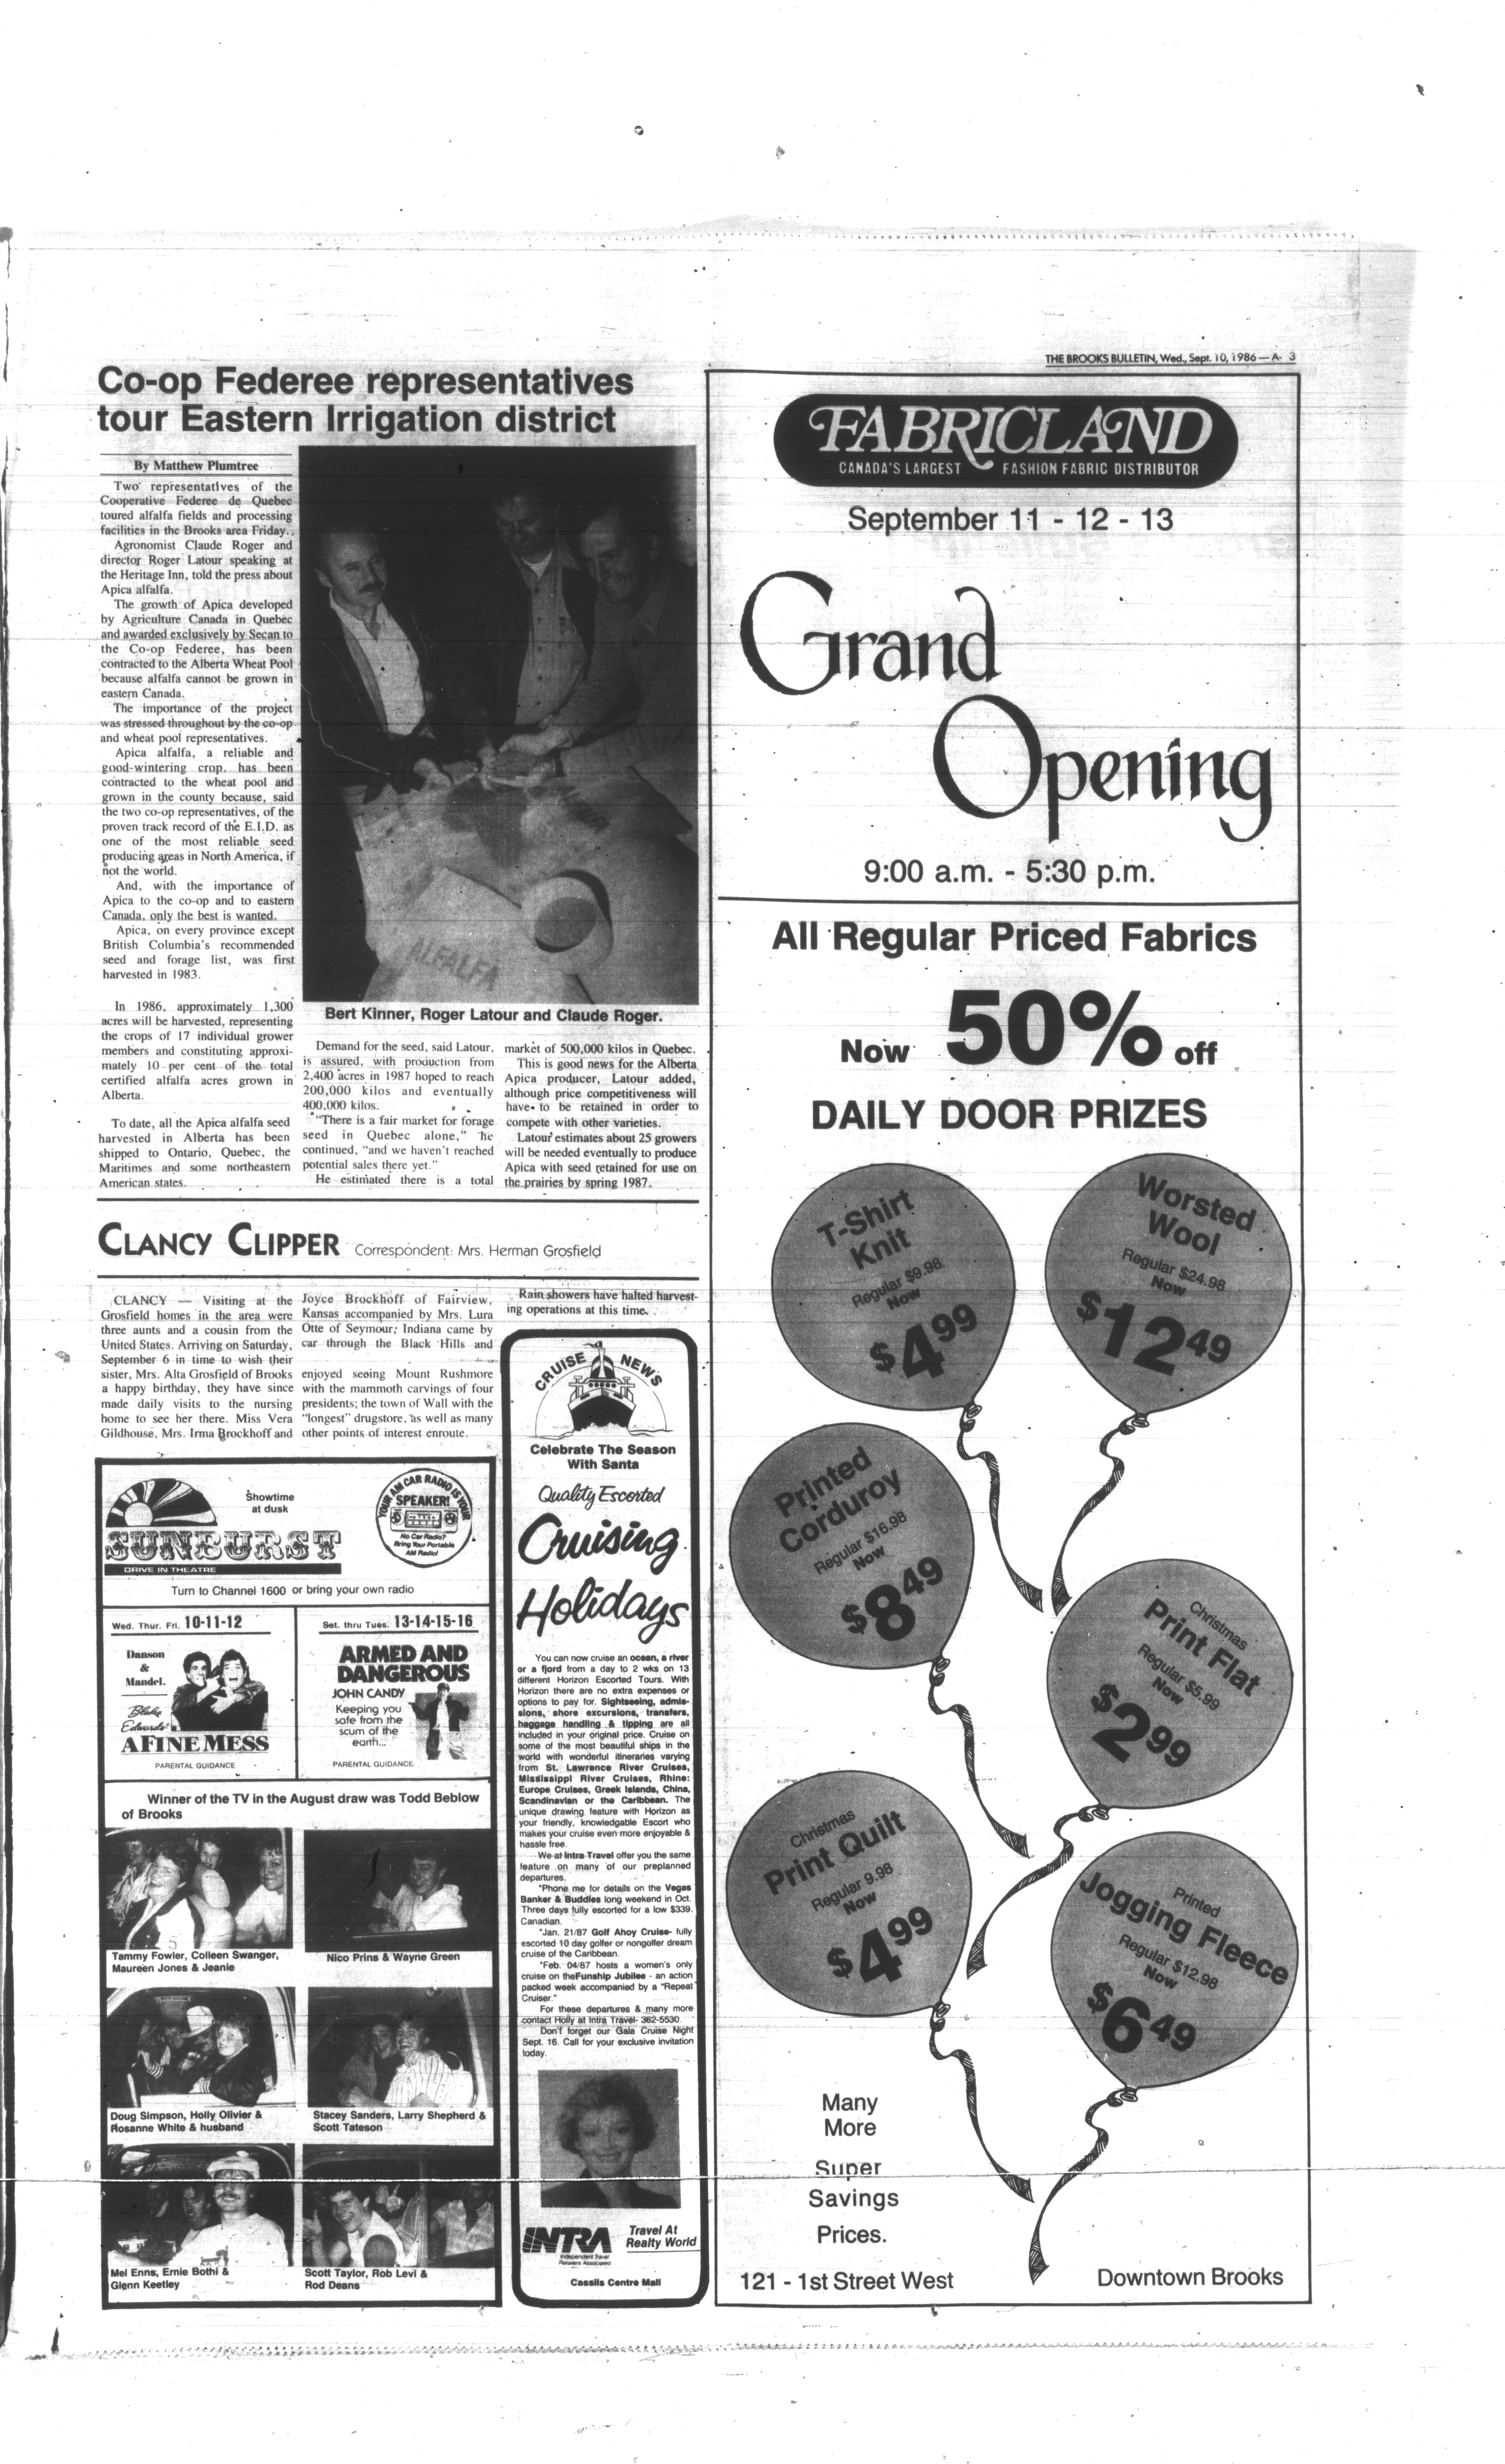 THE BROOKS BULLETIN, Wed., Sept. 10, 1986 — A- 3
Co-op Federee representatives
tour Eastern Irrigation district
By Matthew Plumtree
Two representatives of the
Cooperative Federee de Quebec
toured alfalfa fields and processing
facilities in the Brooks area Friday.
Agronomist Claude Roger and
director Roger Latour speaking at
the Heritage Inn, told the press about
Apica alfalfa.
The growth of Apica developed
by Agriculture Canada in Quebec
and awarded exclusively by Secan to
the Co-op Federee, has been
contracted to the Alberta Wheat Pool
because alfalfa cannot be grown in
eastern Canada.
The importance of the project
was stressed throughout by the co-op
and wheat pool representatives.
Apica alfalfa, a reliable and
good-wintering crop, has been
contracted to the wheat pool and
grown in the county because, said
the two co-op representatives, of the
proven track record of the E.I.D. as
one of the most reliable seed
producing areas in North America, if
not the world.
And, with the importance of
Apica to the co-op and to eastern
Canada, only the best is wanted.
Apica, on every province except
British Columbia's recommended
seed and forage list, was first
harvested in 1983.
In 1986, approximately 1,300
acres will be harvested, representing
the crops of 17 individual grower
members and constituting approxi-
mately 10 per cent of the total
certified alfalfa acres grown in
Alberta.
To date, all the Apica alfalfa seed
harvested in Alberta has been
shipped to Ontario, Quebec, the
Maritimes and some northeastern
American states.
ALFALFA
Bert Kinner, Roger Latour and Claude Roger.
Demand for the seed, said Latour,
is assured, with production from
2,400 acres in 1987 hoped to reach
200,000 kilos and eventually
400,000 kilos.
"There is a fair market for forage
seed in Quebec alone," he
continued, "and we haven't reached
potential sales there yet."
He estimated there is a total
market of 500,000 kilos in Quebec.
This is good news for the Alberta
Apica producer, Latour added,
although price competitiveness will
have to be retained in order to
compete with other varieties.
Latour estimates about 25 growers
will be needed eventually to produce
Apica with seed retained for use on
the prairies by spring 1987.
CLANCY CLIPPER Correspondent: Mrs. Herman Grosfield
CLANCY — Visiting at the
Grosfield homes in the area were
three aunts and a cousin from the
United States. Arriving on Saturday,
September 6 in time to wish their
sister, Mrs. Alta Grosfield of Brooks
a happy birthday, they have since
made daily visits to the nursing
home to see her there. Miss Vera
Gildhouse, Mrs. Irma Brockhoff and
Joyce Brockhoff of Fairview,
Kansas accompanied by Mrs. Lura
Otte of Seymour; Indiana came by
car through the Black Hills and
enjoyed seeing Mount Rushmore
with the mammoth carvings of four
presidents; the town of Wall with the
"longest" drugstore, as well as many
other points of interest enroute.
Rain showers have halted harvest-
ing operations at this time.
SUNBURST
DRIVE IN THEATRE
Showtime
at dusk
YOUR AM CAR RADIO IS YOUR
SPEAKER!
No Car Radio?
Bring Your Portable
AM Radio!
Turn to Channel 1600 or bring your own radio
Wed. Thur. Fri. 10-11-12
Danson
&
Mandel.
Blake
Edwards'
A FINE MESS
PARENTAL GUIDANCE
Sat. thru Tues. 13-14-15-16
ARMED AND
DANGEROUS
JOHN CANDY
Keeping you
safe from the
scum of the
earth...
PARENTAL GUIDANCE
Winner of the TV in the August draw was Todd Beblow
of Brooks
Tammy Fowler, Colleen Swanger,
Maureen Jones & Jeanie
Nico Prins & Wayne Green
Doug Simpson, Holly Olivier &
Rosanne White & husband
Stacey Sanders, Larry Shepherd &
Scott Tateson
Mel Enns, Ernie Bothi &
Glenn Keetley
Scott Taylor, Rob Levi &
Rod Deans
CRUISE NEWS
Celebrate The Season
With Santa
Quality Escorted
Cruising
Holidays
You can now cruise an ocean, a river
or a fjord from a day to 2 wks on 13
different Horizon Escorted Tours. With
Horizon there are no extra expenses or
options to pay for. Sightseeing, admis-
sions, shore excursions, transfers,
baggage handling & tipping are all
included in your original price. Cruise on
some of the most beautiful ships in the
world with wonderful itineraries varying
from St. Lawrence River Cruises,
Mississippi River Cruises, Rhine:
Europe Cruises, Greek Islands, China,
Scandinavian or the Caribbean. The
unique drawing feature with Horizon as
your friendly, knowledgable Escort who
makes your cruise even more enjoyable &
hassle free.
We at Intra Travel offer you the same
feature on many of our preplanned
departures.
"Phone me for details on the Vegas
Banker & Buddies long weekend in Oct.
Three days fully escorted for a low $339.
Canadian.
"Jan. 21/87 Golf Ahoy Cruise- fully
escorted 10 day golfer or nongolfer dream
cruise of the Caribbean.
"Feb. 04/87 hosts a women's only
cruise on theFunship Jubilee - an action
packed week accompanied by a "Repeat
Cruiser."
For these departures & many more
contact Holly at Intra Travel- 362-5530.
Don't forget our Gala Cruise Night
Sept. 16. Call for your exclusive invitation
today.
INTRA
Independent Travel
Retailers Associated
Travel At
Realty World
Cassils Centre Mall
FABRICLAND
CANADA'S LARGEST FASHION FABRIC DISTRIBUTOR
September 11 - 12 - 13
Grand
Opening
9:00 a.m. - 5:30 p.m.
All Regular Priced Fabrics
Now 50% off
DAILY DOOR PRIZES
T-Shirt
Knit
Regular $9.98
Now
$4.99
Worsted
Wool
Regular $24.98
Now
$12.49
Printed
Corduroy
Regular $16.98
Now
$8.49
Christmas
Print Flat
Regular $5.99
Now
$2.99
Christmas
Print Quilt
Regular 9.98
Now
$4.99
Printed
Jogging Fleece
Regular $12.98
Now
$6.49
Many
More
Super
Savings
Prices.
121 - 1st Street West
Downtown Brooks